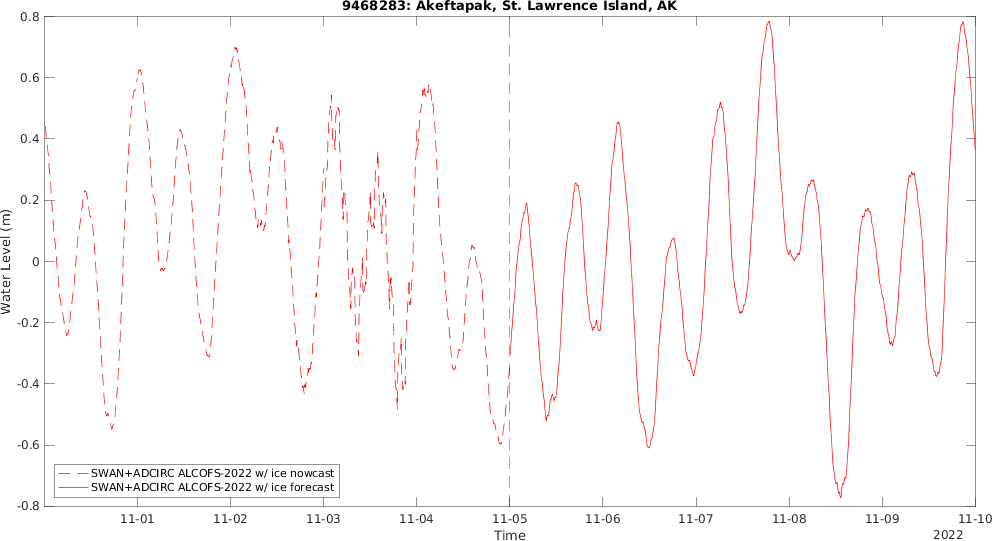 9468283: Akeftapak, St. Lawrence Island, AK
Water Level (m)
0.8
0.6
0.4
0.2
0
-0.2
-0.4
-0.6
-0.8
SWAN+ADCIRC ALCOFS-2022 w/ ice nowcast
SWAN+ADCIRC ALCOFS-2022 w/ ice forecast
11-01 11-02 11-03 11-04 11-05 11-06 11-07 11-08 11-09 11-10
Time
2022